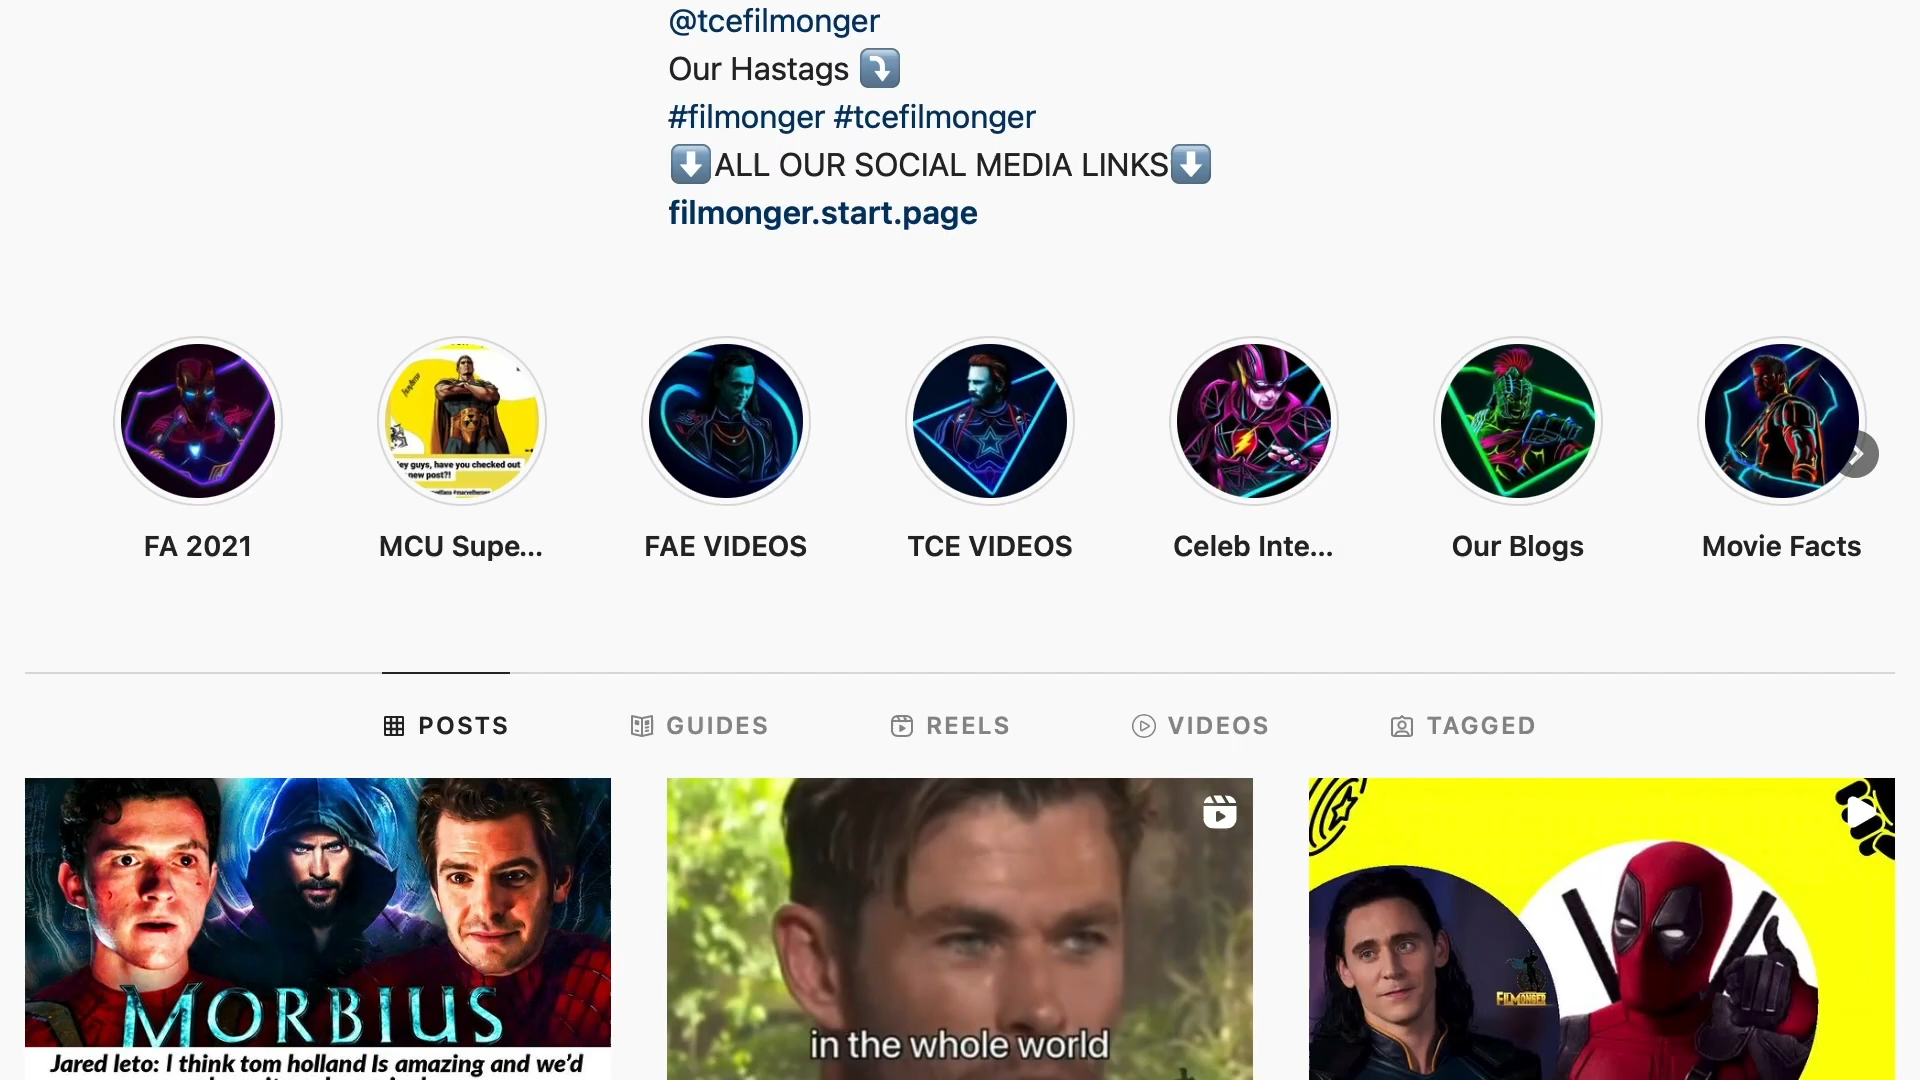 @tcefilmonger
Our Hastags
#filmonger #tcefilmonger
ALL OUR SOCIAL MEDIA LINKS
filmonger.start.page
ey guys, have you checked out
new post?!
FA 2021
MCU Supe...
FAE VIDEOS
TCE VIDEOS
Celeb Inte...
Our Blogs
Movie Facts
POSTS
GUIDES
REELS
VIDEOS
TAGGED
MORBIUS
Jared leto: I think tom holland Is amazing and we'd
in the whole world
FILMONGER